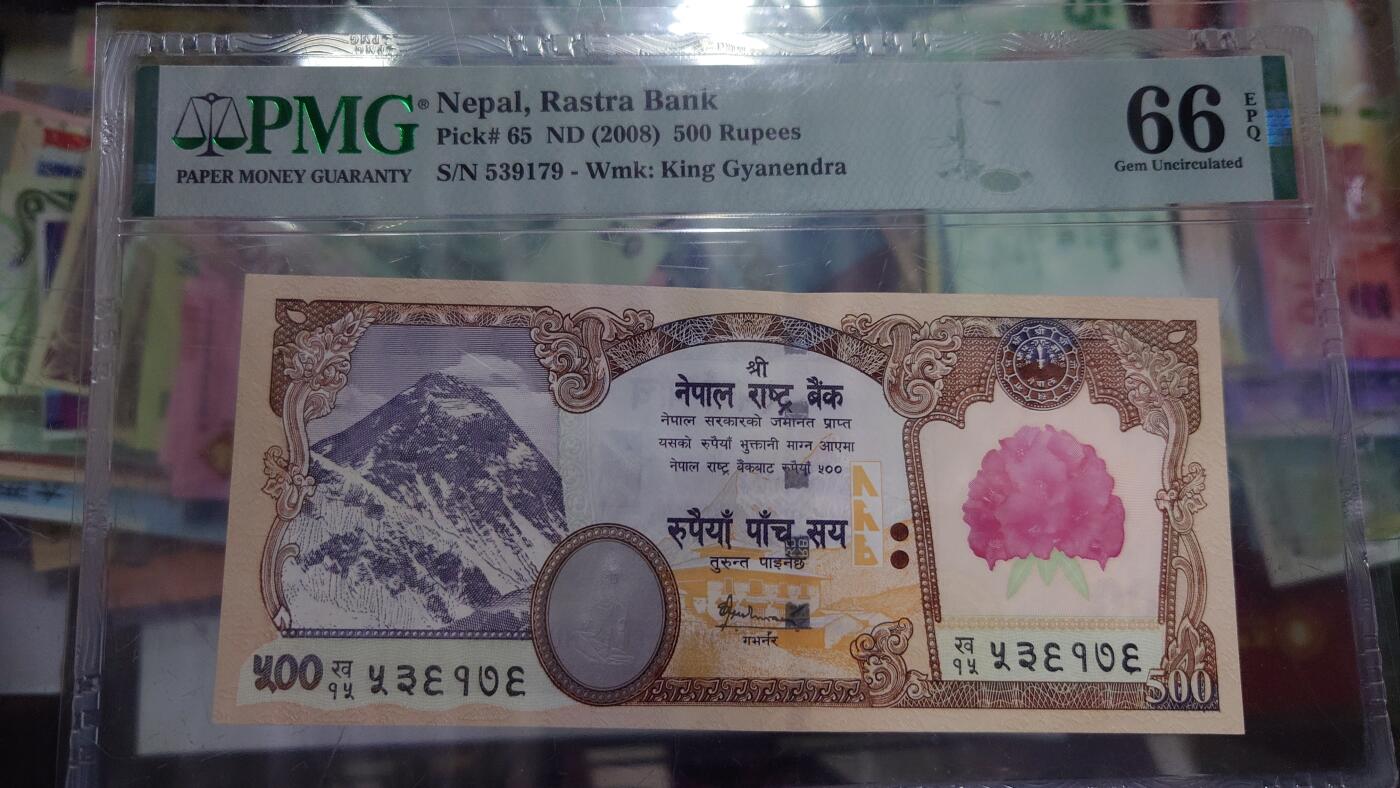 PMG®
PAPER MONEY GUARANTY
Nepal, Rastra Bank
Pick# 65 ND (2008) 500 Rupees
S/N 539179 - Wmk: King Gyanendra
66 EPQ
Gem Uncirculated
श्री
नेपाल राष्ट्र बैंक
नेपाल सरकारको जमानत प्राप्त
यसको रुपैयाँ भुक्तानी माग्न आएमा
नेपाल राष्ट्र बैंकबाट रुपैयाँ ५००
रुपैयाँ पाँच सय
तुरुन्त पाइनेछ
गभर्नर
५००
ख
१५ ५३९१७९
ख
१५ ५३९१७९
500